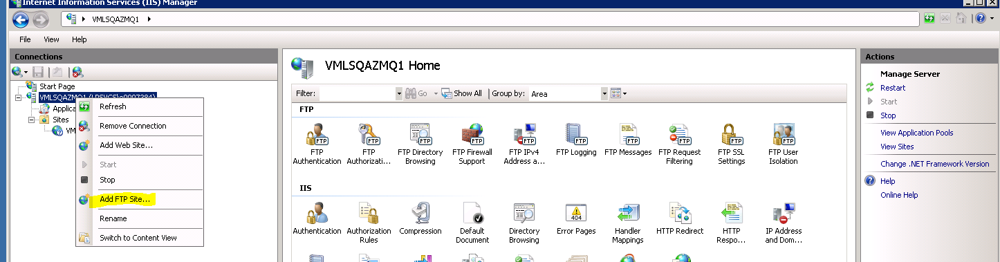 Internet Information Services (IIS) Manager
VMLSQAZMQ1
File View Help
Connections
Start Page
VMLSQAZMQ1
Applica
Sites
VM
Refresh
Remove Connection
Add Web Site...
Start
Stop
Add FTP Site...
Rename
Switch to Content View
VMLSQAZMQ1 Home
Filter: Go Show All Group by: Area
FTP
FTP Authentication
FTP Authorizati...
FTP Directory Browsing
FTP Firewall Support
FTP IPv4 Address a...
FTP Logging
FTP Messages
FTP Request Filtering
FTP SSL Settings
FTP User Isolation
IIS
Authentication
Authorization Rules
Compression
Default Document
Directory Browsing
404
Error Pages
Handler Mappings
HTTP Redirect
HTTP Respo...
IP Address and Dom...
Actions
Manage Server
Restart
Start
Stop
View Application Pools
View Sites
Change .NET Framework Version
Help
Online Help